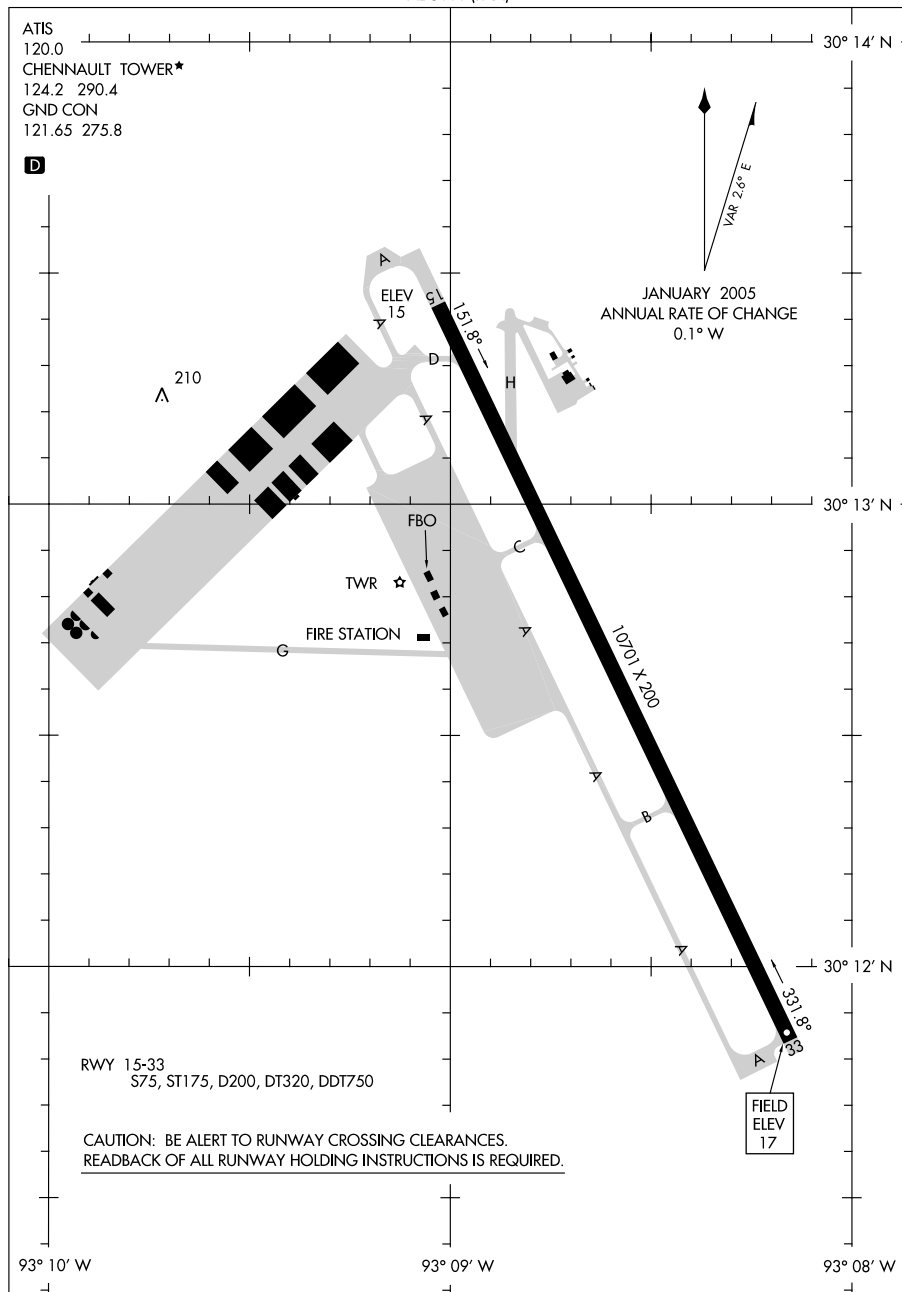 ATIS
120.0
CHENNAULT TOWER★
124.2 290.4
GND CON
121.65 275.8
D
30° 14' N
VAR 2.6° E
JANUARY 2005
ANNUAL RATE OF CHANGE
0.1° W
A
ELEV
15
15
151.8°
A
D
H
210
A
30° 13' N
FBO
C
TWR
A
FIRE STATION
G
10701 X 200
A
B
A
30° 12' N
331.8°
33
A
RWY 15-33
S75, ST175, D200, DT320, DDT750
FIELD
ELEV
17
CAUTION: BE ALERT TO RUNWAY CROSSING CLEARANCES.
READBACK OF ALL RUNWAY HOLDING INSTRUCTIONS IS REQUIRED.
93° 10' W
93° 09' W
93° 08' W